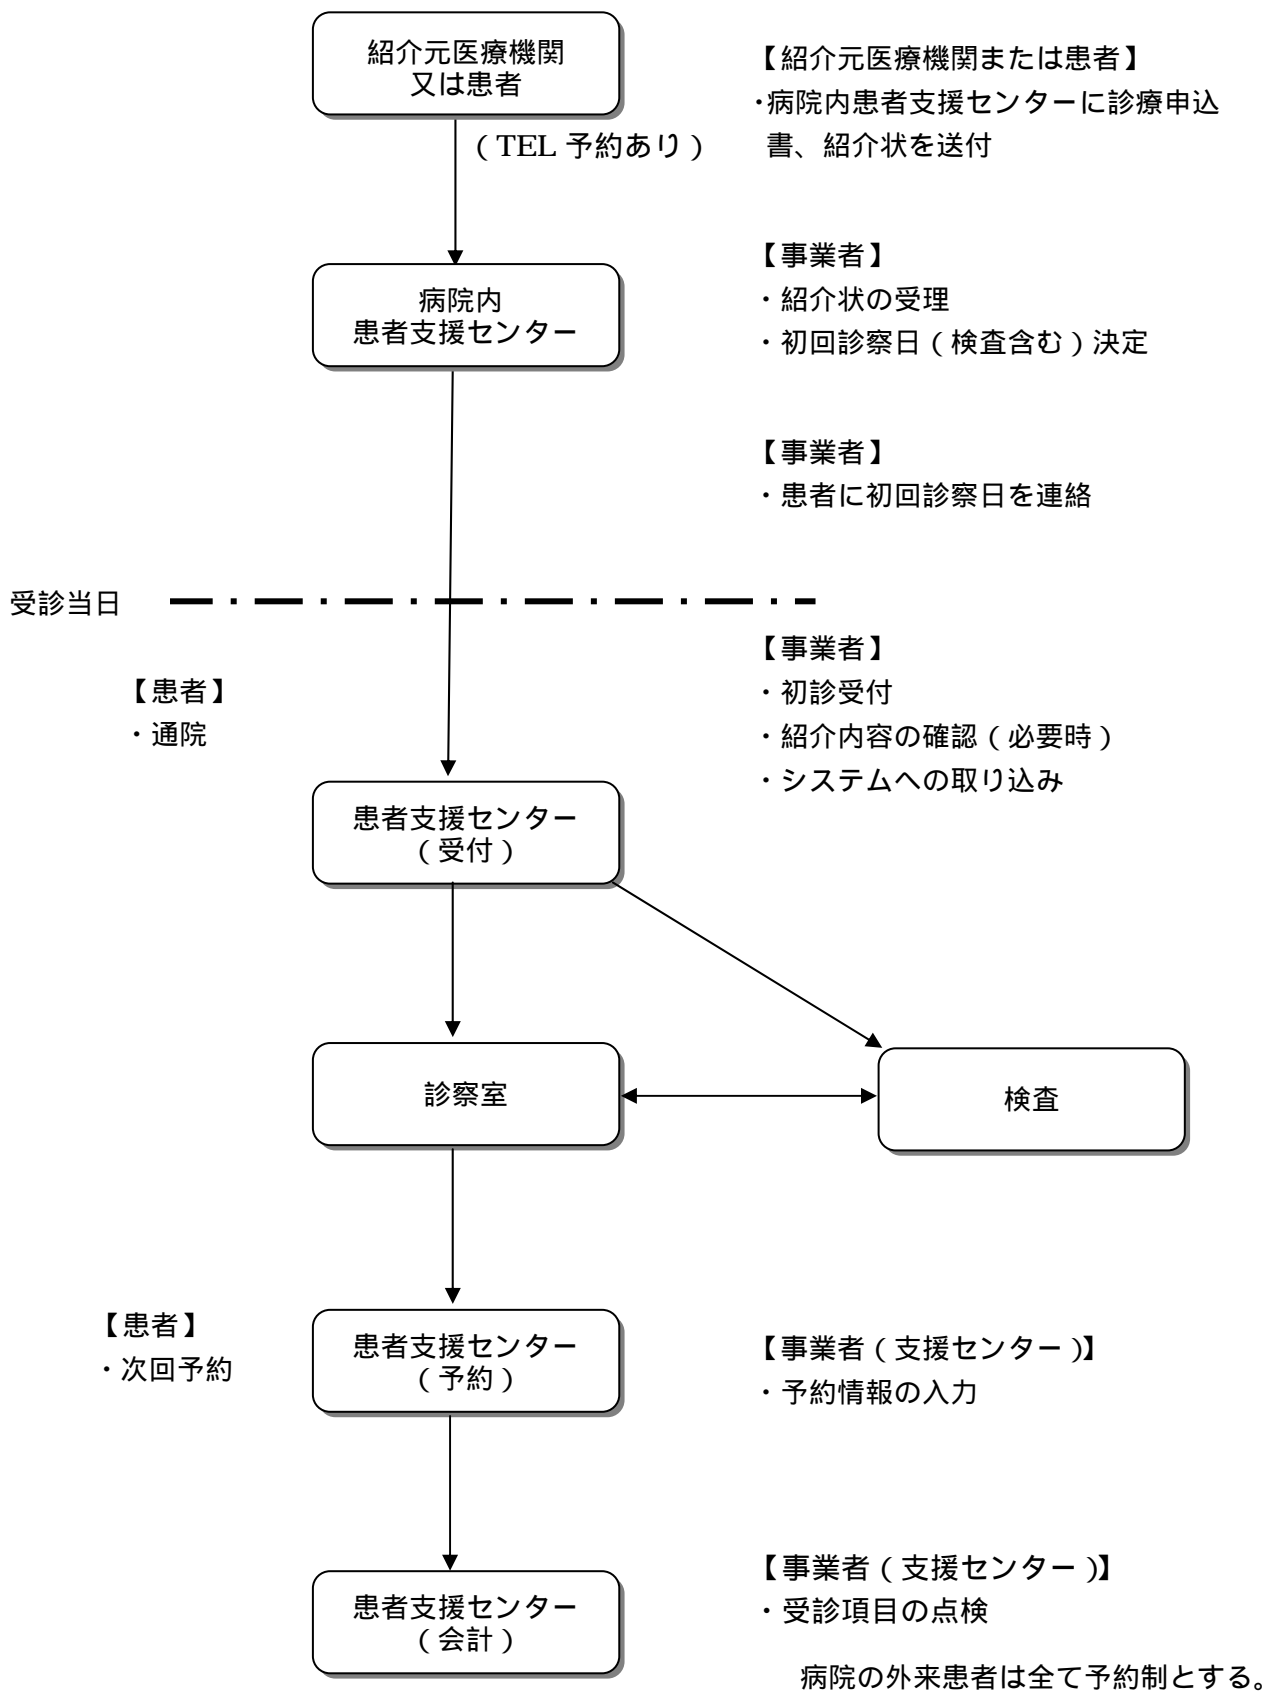 紹介元医療機関
又は患者
【紹介元医療機関または患者】
・病院内患者支援センターに診療申込
書、紹介状を送付
（TEL 予約あり）
【事業者】
・紹介状の受理
・初回診察日（検査含む）決定
病院内
患者支援センター
【事業者】
・患者に初回診察日を連絡
受診当日
【患者】
・通院
【事業者】
・初診受付
・紹介内容の確認（必要時）
・システムへの取り込み
患者支援センター
（受付）
診察室
検査
【患者】
・次回予約
患者支援センター
（予約）
【事業者（支援センター）】
・予約情報の入力
患者支援センター
（会計）
【事業者（支援センター）】
・受診項目の点検
病院の外来患者は全て予約制とする。